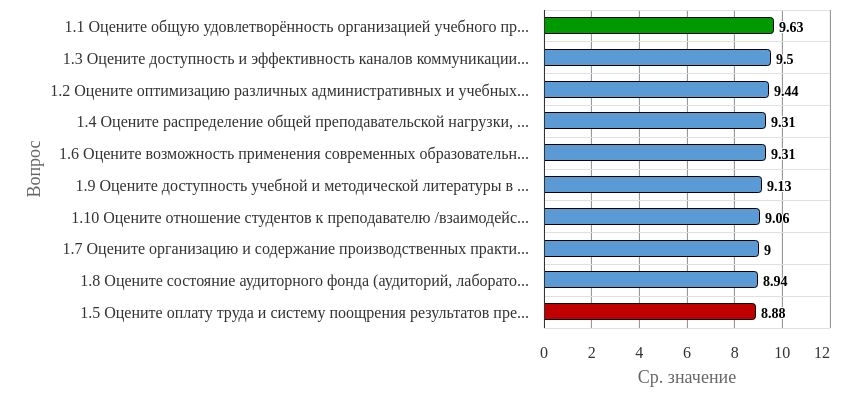 1.1 Оцените общую удовлетворённость организацией учебного пр... 9.63
1.3 Оцените доступность и эффективность каналов коммуникации... 9.5
1.2 Оцените оптимизацию различных административных и учебных... 9.44
1.4 Оцените распределение общей преподавательской нагрузки, ... 9.31
1.6 Оцените возможность применения современных образовательн... 9.31
1.9 Оцените доступность учебной и методической литературы в ... 9.13
1.10 Оцените отношение студентов к преподавателю /взаимодейс... 9.06
1.7 Оцените организацию и содержание производственных практи... 9
1.8 Оцените состояние аудиторного фонда (аудиторий, лаборато... 8.94
1.5 Оцените оплату труда и систему поощрения результатов пре... 8.88
Вопрос
0 2 4 6 8 10 12
Ср. значение